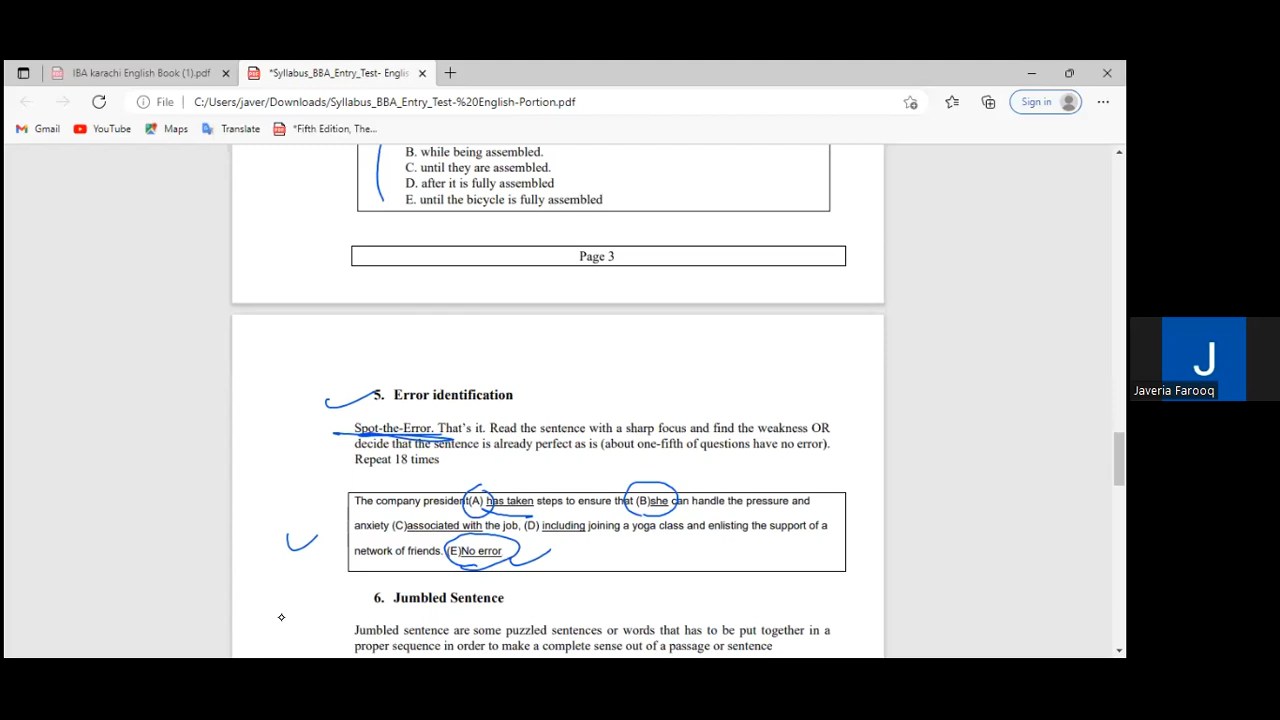 IBA karachi English Book (1).pdf
*Syllabus_BBA_Entry_Test- Englis
File
C:/Users/javer/Downloads/Syllabus_BBA_Entry_Test-%20English-Portion.pdf
Sign in
Gmail
YouTube
Maps
Translate
*Fifth Edition, The...
B. while being assembled.
C. until they are assembled.
D. after it is fully assembled
E. until the bicycle is fully assembled
Page 3
5. Error identification
Spot-the-Error. That's it. Read the sentence with a sharp focus and find the weakness OR
decide that the sentence is already perfect as is (about one-fifth of questions have no error).
Repeat 18 times
The company president(A) has taken steps to ensure that (B)she can handle the pressure and
anxiety (C)associated with the job, (D) including joining a yoga class and enlisting the support of a
network of friends. (E)No error
6. Jumbled Sentence
Jumbled sentence are some puzzled sentences or words that has to be put together in a
proper sequence in order to make a complete sense out of a passage or sentence
J
Javeria Farooq